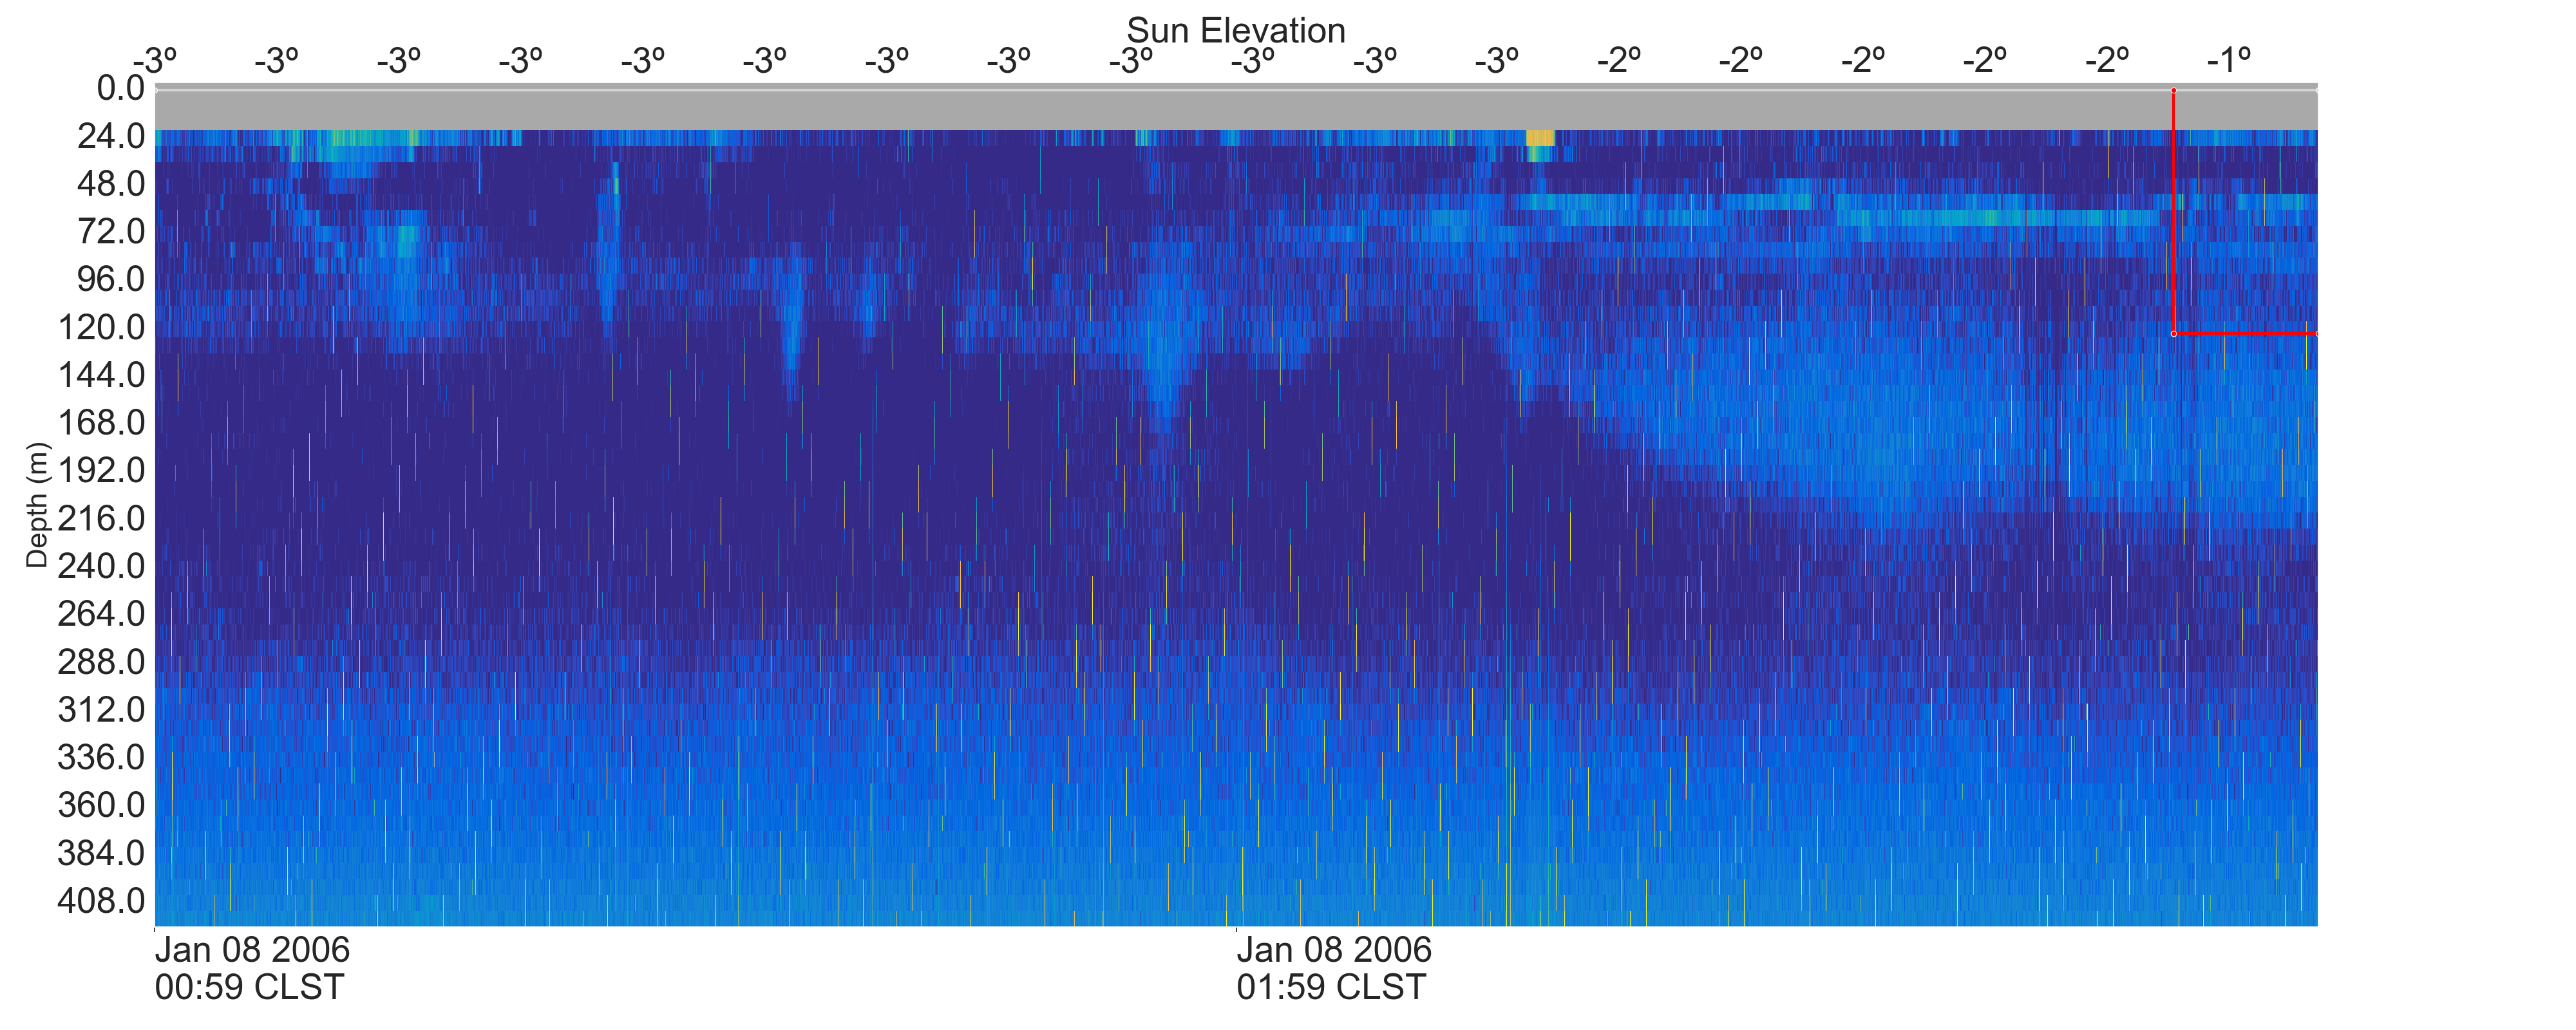 Sun Elevation
-3º -3º -3º -3º -3º -3º -3º -3º -3º -3º -3º -3º -2º -2º -2º -2º -2º -1º
0.0
24.0
48.0
72.0
96.0
120.0
144.0
168.0
192.0
216.0
240.0
264.0
288.0
312.0
336.0
360.0
384.0
408.0
Depth (m)
Jan 08 2006
00:59 CLST
Jan 08 2006
01:59 CLST